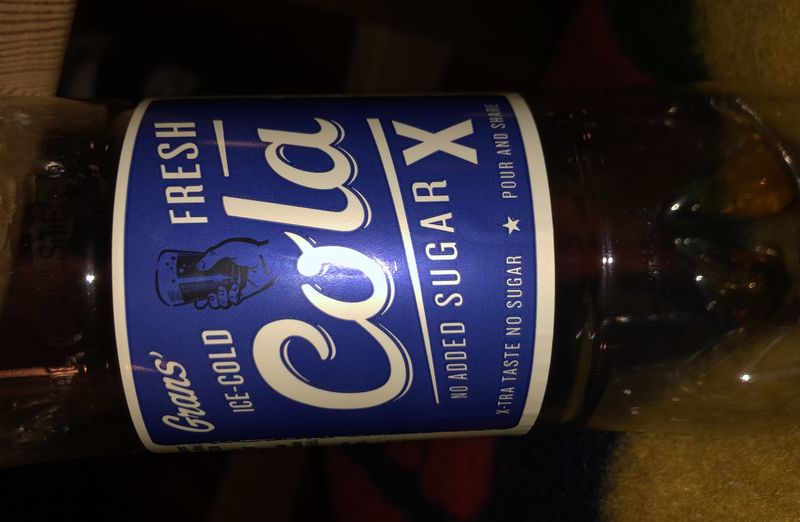 Grans'
ICE-COLD
FRESH
Cola
NO ADDED SUGAR X
X-TRA TASTE NO SUGAR ★ POUR AND SHARE